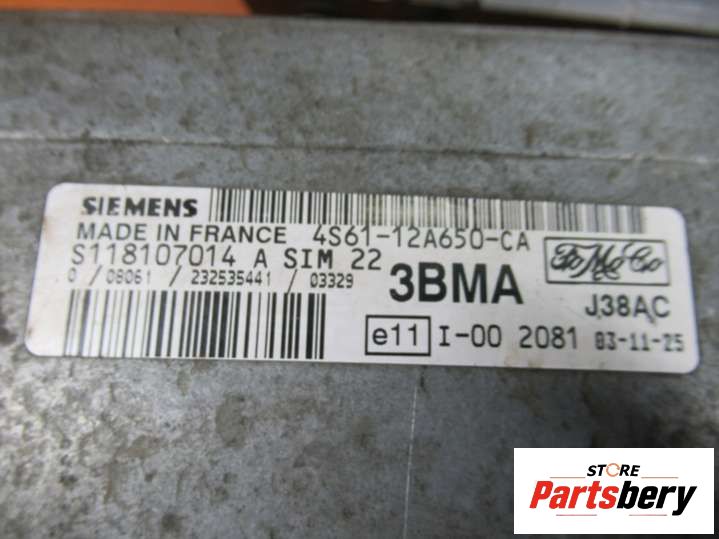 SIEMENS
MADE IN FRANCE 4S61-12A650-CA
S118107014 A SIM 22
0 / 08061 / 232535441 / 03329
3BMA
FoMoCo
J38AC
e11 I-00 2081 03-11-25
STORE
Partsbery